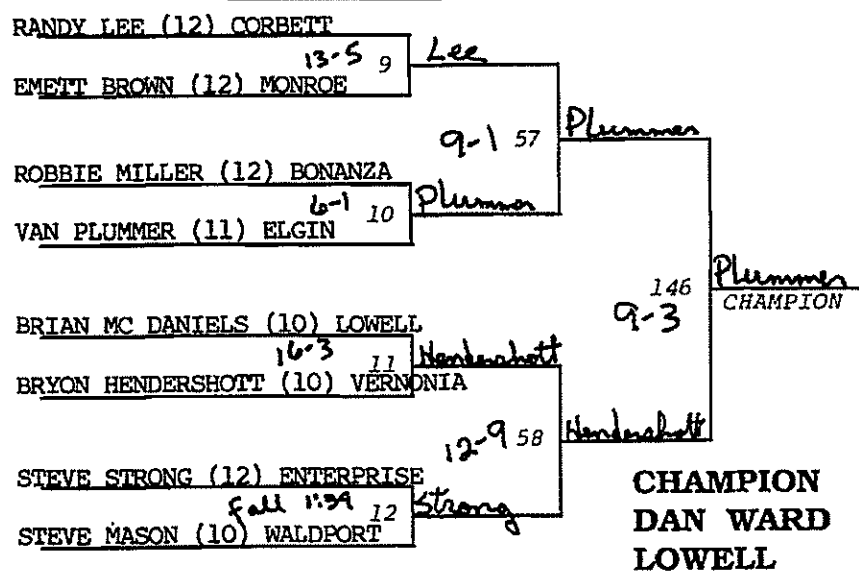 RANDY LEE (12) CORBETT
13-5 9 Lee
EMETT BROWN (12) MONROE
9-1 57 Plummer
ROBBIE MILLER (12) BONANZA
6-1 10 Plummer
VAN PLUMMER (11) ELGIN
146 Plummer
9-3 CHAMPION
BRIAN MC DANIELS (10) LOWELL
16-3 11 Hendershott
BRYON HENDERSHOTT (10) VERNONIA
12-9 58 Hendershott
STEVE STRONG (12) ENTERPRISE
fall 1:39 12 Strong
STEVE MASON (10) WALDPORT
CHAMPION
DAN WARD
LOWELL